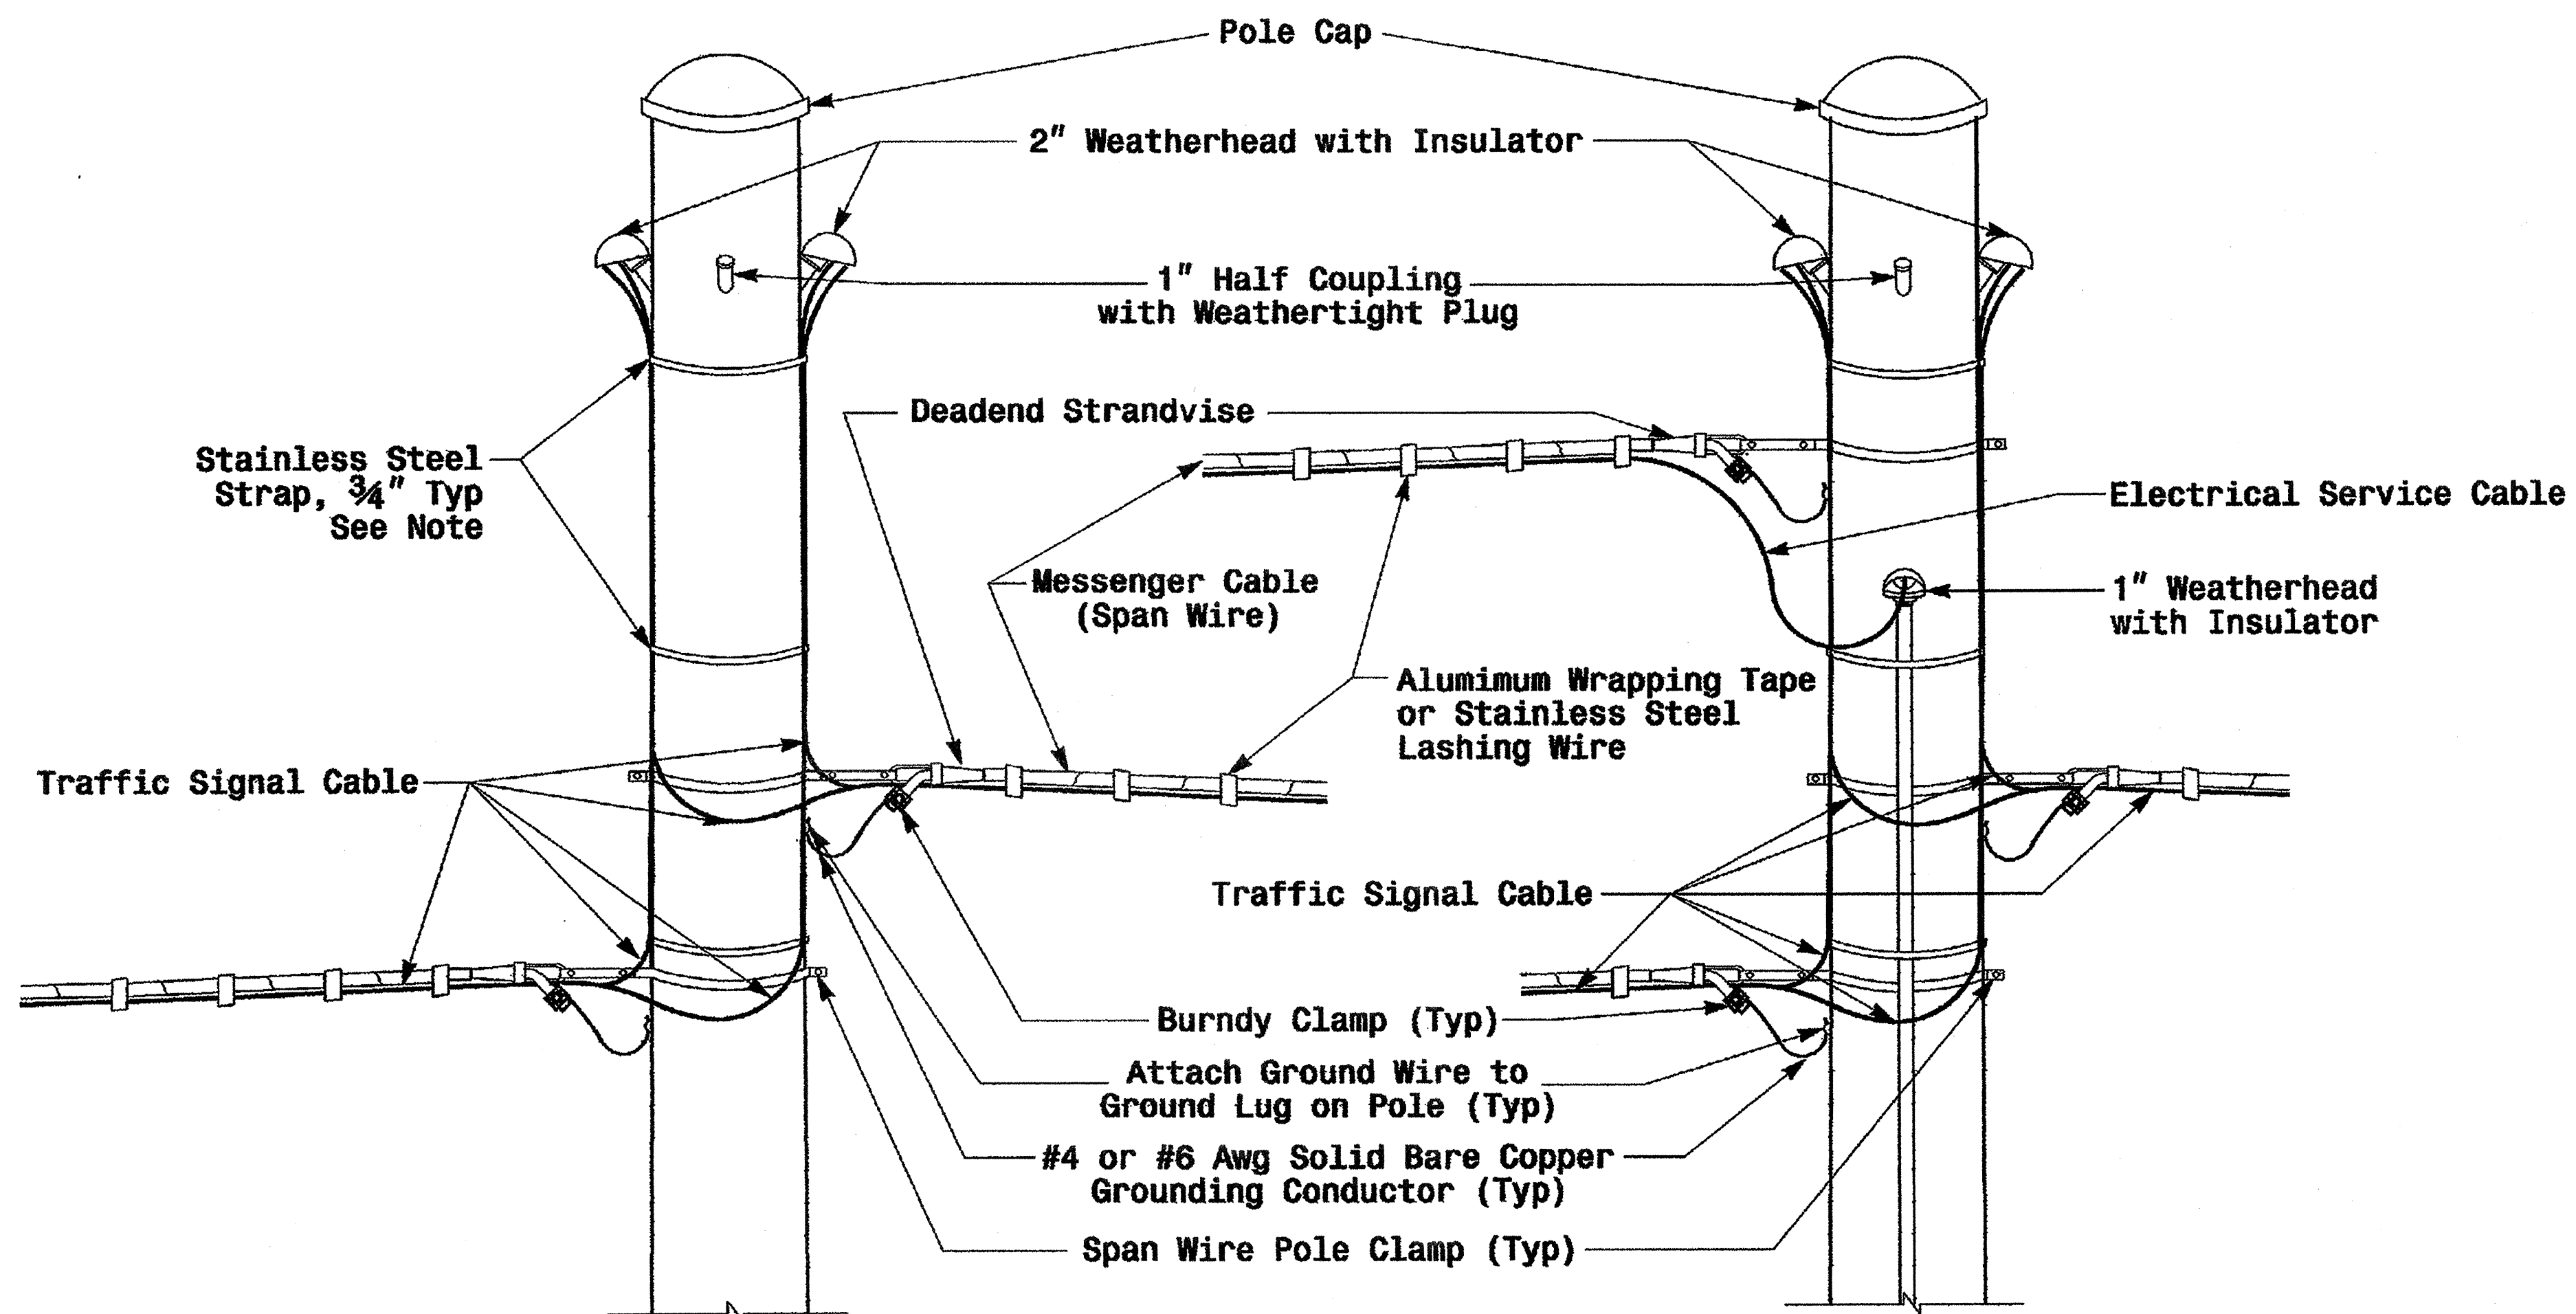 Pole Cap
2" Weatherhead with Insulator
1" Half Coupling
with Weathertight Plug
Deadend Strandvise
Stainless Steel
Strap, ¾" Typ
See Note
Electrical Service Cable
Messenger Cable
(Span Wire)
1" Weatherhead
with Insulator
Alumimum Wrapping Tape
or Stainless Steel
Lashing Wire
Traffic Signal Cable
Traffic Signal Cable
Burndy Clamp (Typ)
Attach Ground Wire to
Ground Lug on Pole (Typ)
#4 or #6 Awg Solid Bare Copper
Grounding Conductor (Typ)
Span Wire Pole Clamp (Typ)